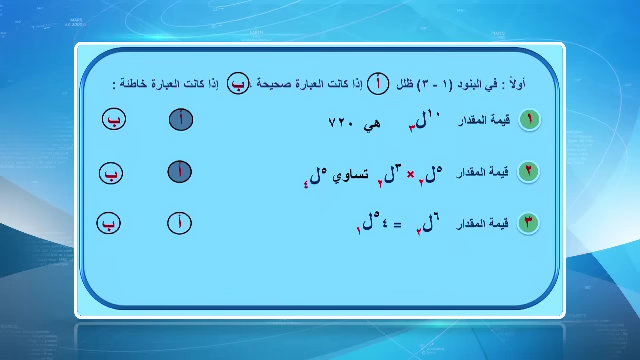 أولاً : في البنود (١ - ٣) ظلل أ إذا كانت العبارة صحيحة ، ب إذا كانت العبارة خاطئة :
١ قيمة المقدار ١٠ل٣ هي ٧٢٠ أ ب
٢ قيمة المقدار ٥ل٢ × ٣ل٢ تساوي ٥ل٤ أ ب
٣ قيمة المقدار ٦ل٢ = ٤ ٥ل١ أ ب